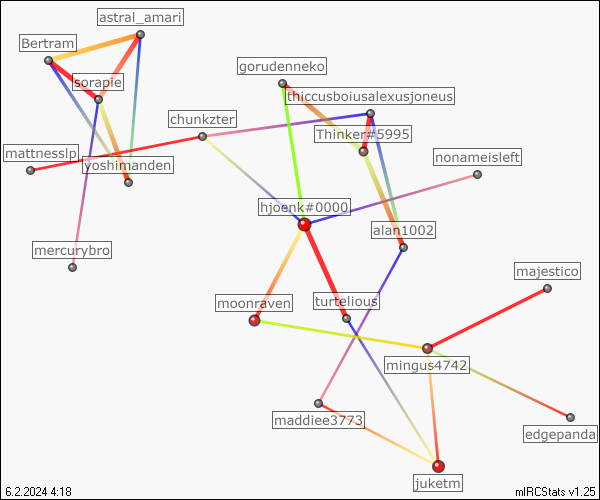 astral_amari
Bertram
gorudenneko
sorapie
thiccusboiusalexusjoneus
chunkzter
Thinker#5995
mattnesslp
yoshimanden
nonameisleft
hjoenk#0000
alan1002
mercurybro
majestico
moonraven
turtelious
mingus4742
maddiee3773
edgepanda
juketm
6.2.2024 4:18
mIRCStats v1.25